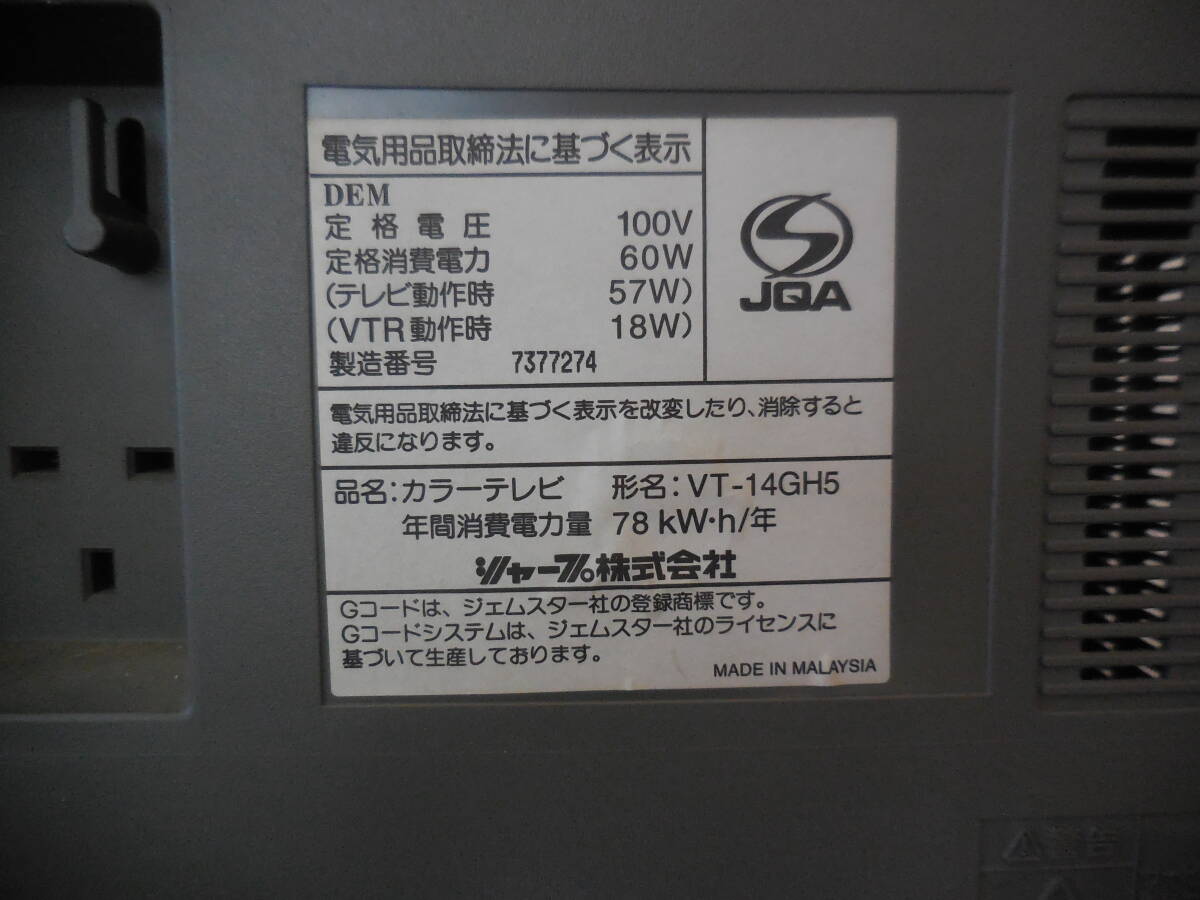 電気用品取締法に基づく表示
DEM
定格電圧 100V
定格消費電力 60W
(テレビ動作時 57W)
(VTR動作時 18W)
製造番号 7377274
JQA
電気用品取締法に基づく表示を改変したり、消除すると
違反になります。
品名:カラーテレビ 形名:VT-14GH5
年間消費電力量 78 kW・h/年
シャープ株式会社
Gコードは、ジェムスター社の登録商標です。
Gコードシステムは、ジェムスター社のライセンスに
基づいて生産しております。
MADE IN MALAYSIA
警告